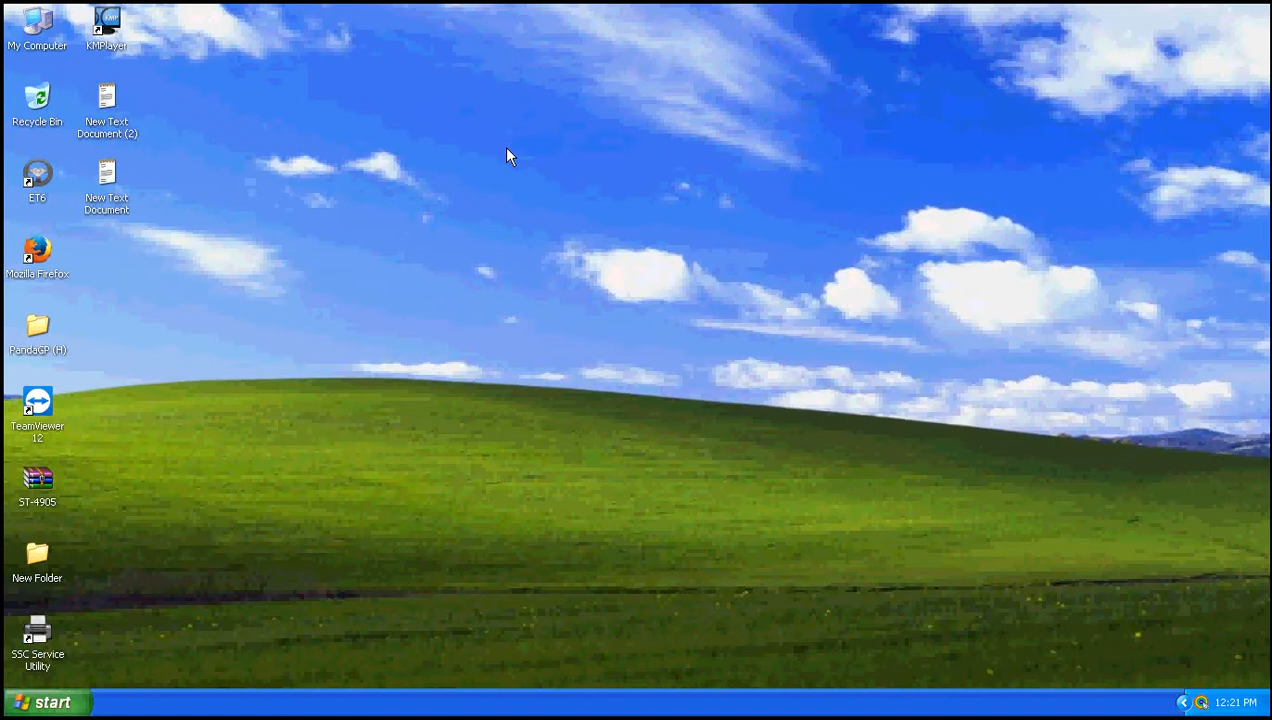 My Computer
KMPlayer
Recycle Bin
New Text
Document (2)
ET6
New Text
Document
Mozilla Firefox
PandaGP (H)
TeamViewer
12
ST-4905
New Folder
SSC Service
Utility
start
12:21 PM